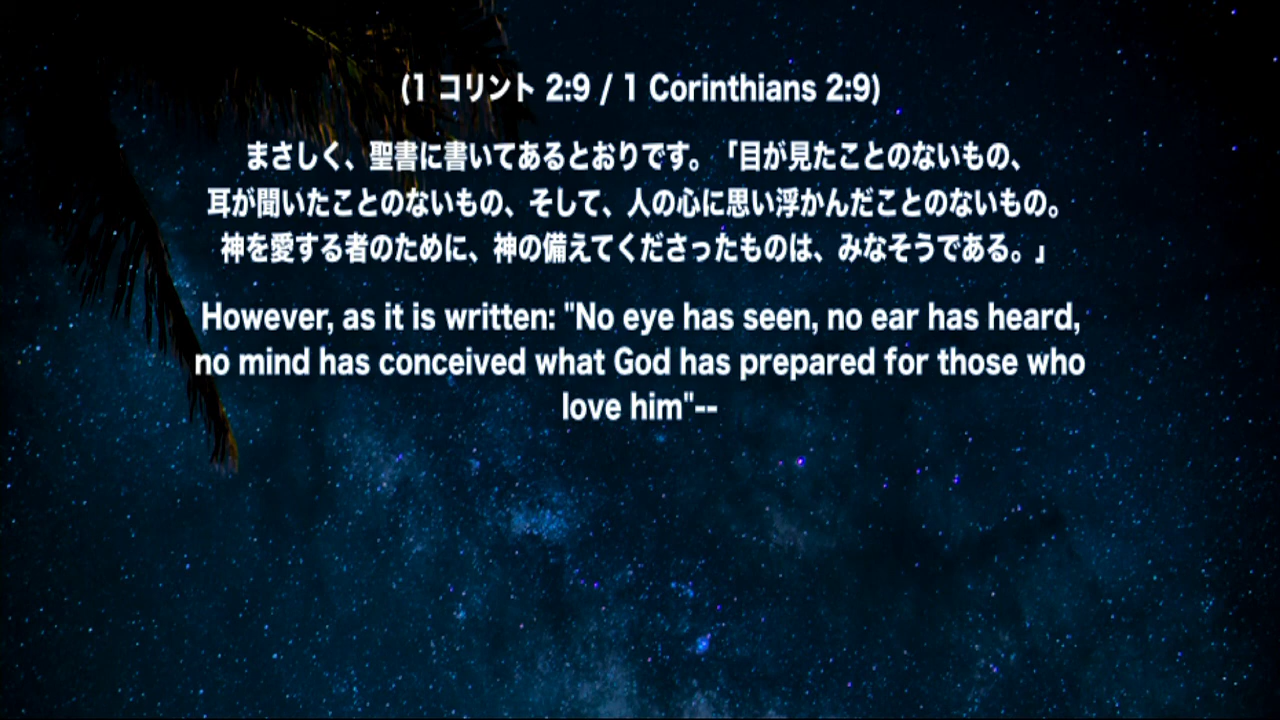 (1 コリント 2:9 / 1 Corinthians 2:9)
まさしく、聖書に書いてあるとおりです。「目が見たことのないもの、
耳が聞いたことのないもの、そして、人の心に思い浮かんだことのないもの。
神を愛する者のために、神の備えてくださったものは、みなそうである。」
However, as it is written: "No eye has seen, no ear has heard,
no mind has conceived what God has prepared for those who
love him"--